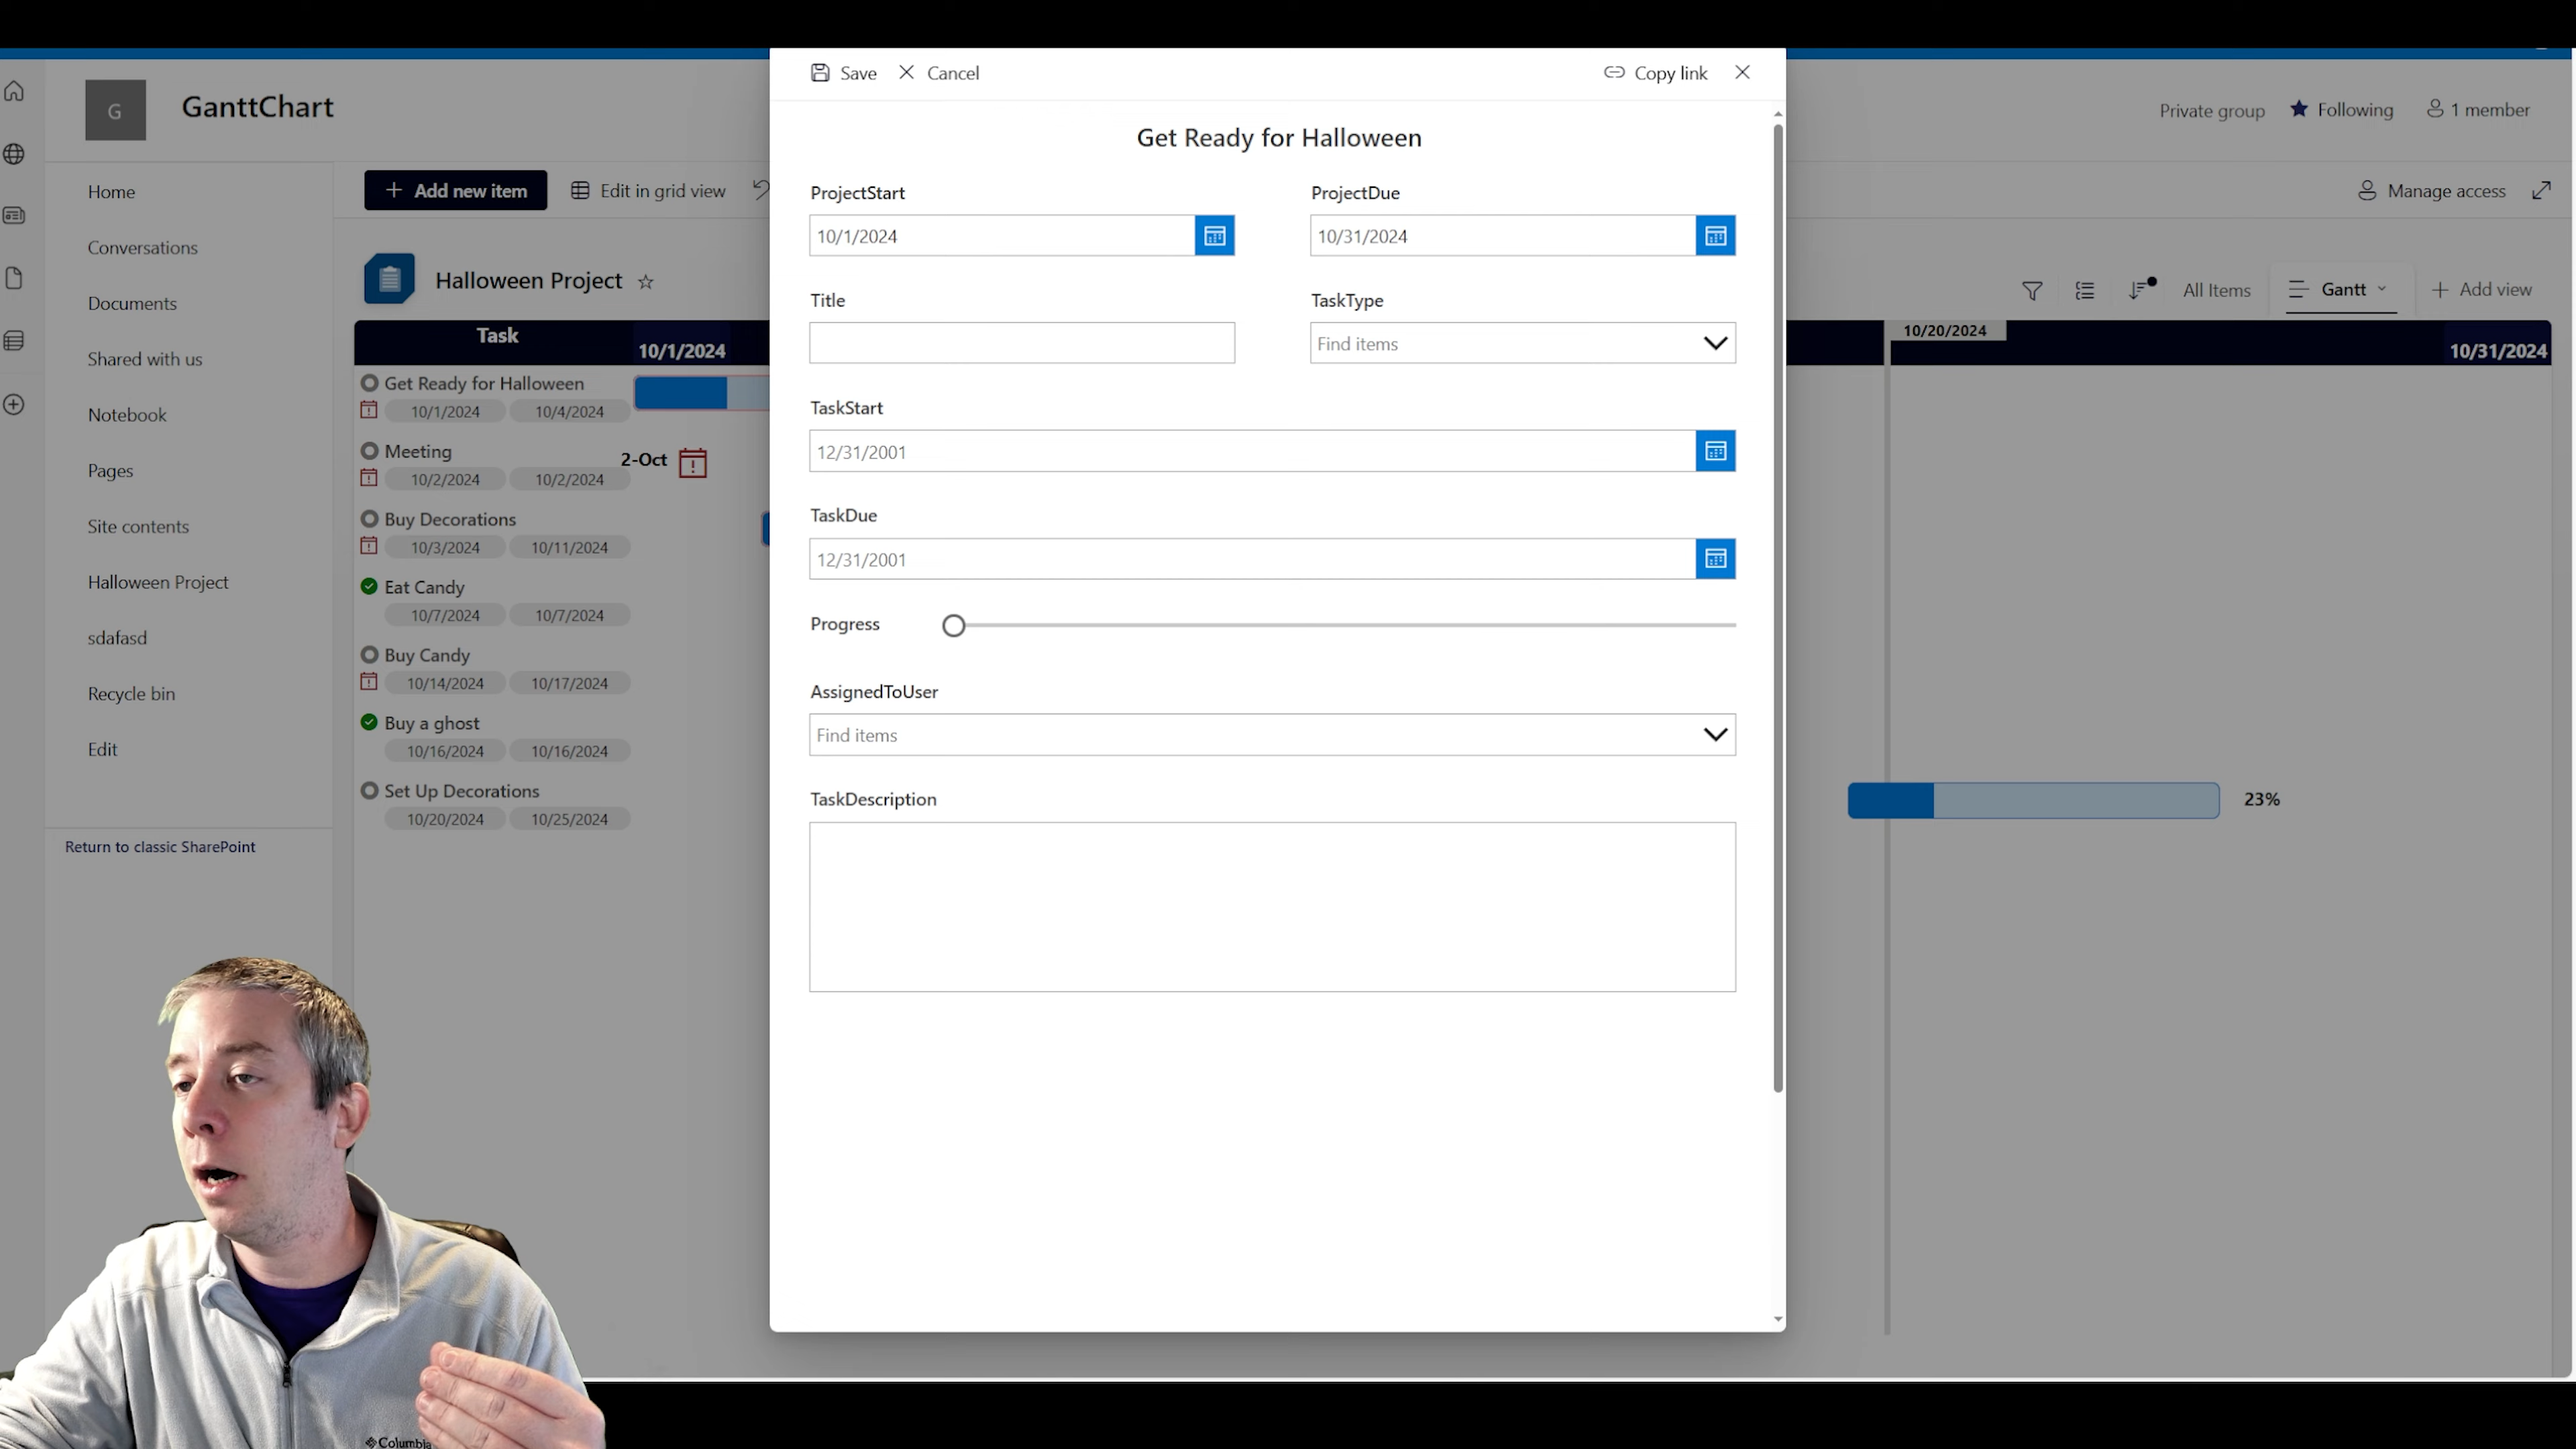 Save Cancel Copy link
G GanttChart
Private group Following 1 member
Home
Conversations
Documents
Shared with us
Notebook
Pages
Site contents
Halloween Project
sdafasd
Recycle bin
Edit
Return to classic SharePoint
Add new item Edit in grid view
Manage access
Halloween Project
All Items Gantt Add view
Task 10/1/2024
10/20/2024 10/31/2024
Get Ready for Halloween
10/1/2024 10/4/2024
Meeting
10/2/2024 10/2/2024
2-Oct
Buy Decorations
10/3/2024 10/11/2024
Eat Candy
10/7/2024 10/7/2024
Buy Candy
10/14/2024 10/17/2024
Buy a ghost
10/16/2024 10/16/2024
Set Up Decorations
10/20/2024 10/25/2024
23%
Get Ready for Halloween
ProjectStart ProjectDue
10/1/2024 10/31/2024
Title TaskType
Find items
TaskStart
12/31/2001
TaskDue
12/31/2001
Progress
AssignedToUser
Find items
TaskDescription
Columbia